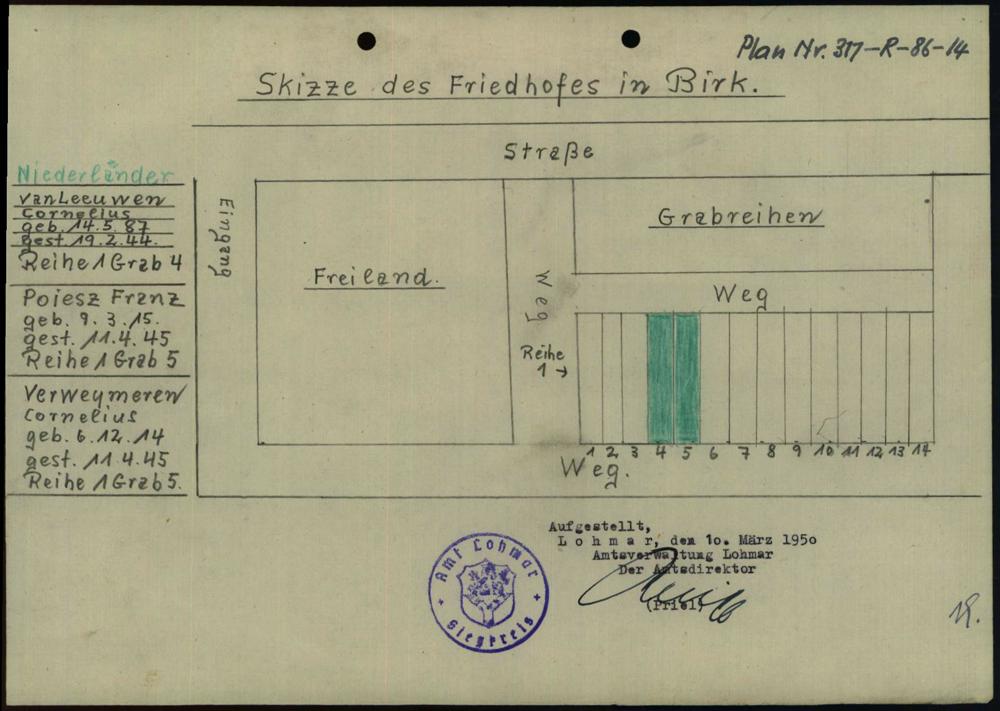 Plan Nr. 317-R-86-14
Skizze des Friedhofes in Birk.
Straße
Niederländer
van Leeuwen
Cornelius
geb. 14.5.87
gest. 19.2.44.
Reihe 1 Grab 4
Poiesz Franz
geb. 9.3.15.
gest. 11.4.45
Reihe 1 Grab 5
Verweymeren
Cornelius
geb. 6.12.14
gest. 11.4.45
Reihe 1 Grab 5.
Eingang
Freiland.
Weg
Grabreihen
Weg
Reihe
1 →
1 2 3 4 5 6 7 8 9 10 11 12 13 14
Weg.
Aufgestellt,
Lohmar, den 10. März 1950
Amtsverwaltung Lohmar
Der Amtsdirektor
(Priel)
Amt Lohmar
Siegkreis